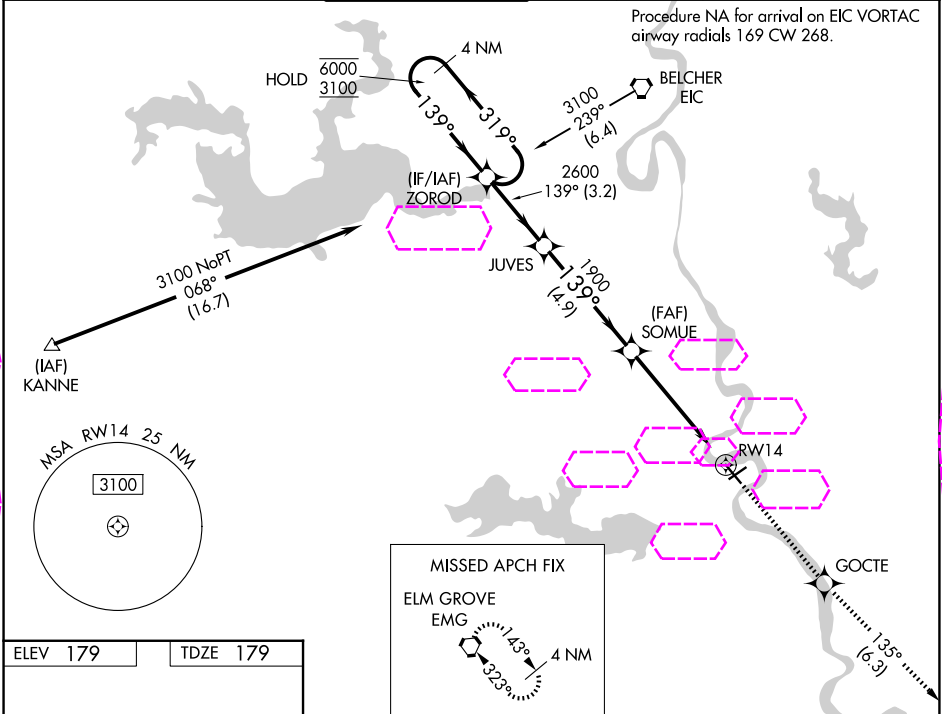 Procedure NA for arrival on EIC VORTAC
airway radials 169 CW 268.
4 NM
HOLD
6000
3100
139°
319°
BELCHER
EIC
3100
239°
(6.4)
(IF/IAF)
ZOROD
2600
139° (3.2)
JUVES
1900
139°
(4.9)
3100 NoPT
068°
(16.7)
(IAF)
KANNE
(FAF)
SOMUE
MSA RW14 25 NM
3100
RW14
GOCTE
135°
(6.3)
MISSED APCH FIX
ELM GROVE
EMG
143°
4 NM
323°
ELEV 179
TDZE 179